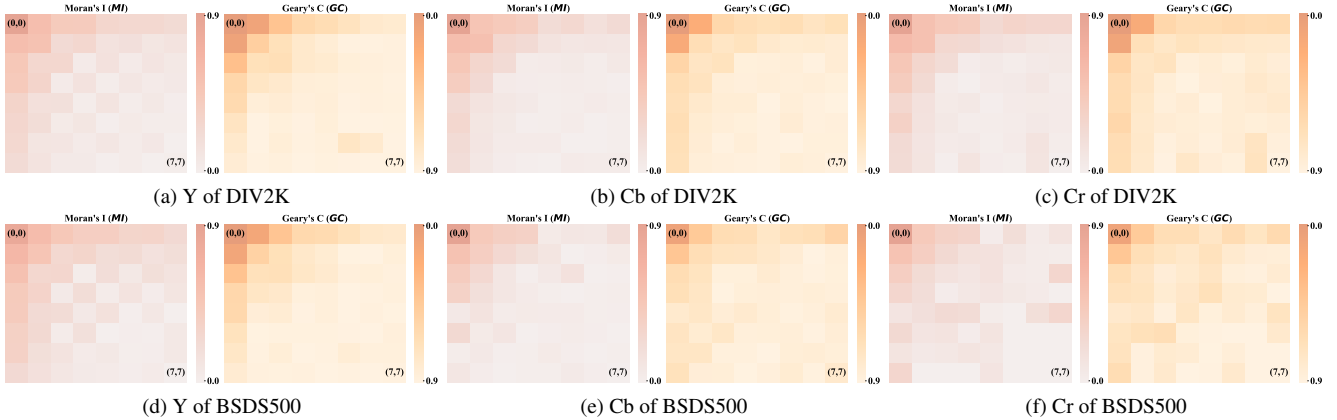 Moran's I (MI) Geary's C (GC) Moran's I (MI) Geary's C (GC) Moran's I (MI) Geary's C (GC)
(0,0) 0.9 (0,0) 0.0 (0,0) 0.9 (0,0) 0.0 (0,0) 0.9 (0,0) 0.0
(7,7) 0.0 (7,7) 0.9 (7,7) 0.0 (7,7) 0.9 (7,7) 0.0 (7,7) 0.9
(a) Y of DIV2K (b) Cb of DIV2K (c) Cr of DIV2K
Moran's I (MI) Geary's C (GC) Moran's I (MI) Geary's C (GC) Moran's I (MI) Geary's C (GC)
(0,0) 0.9 (0,0) 0.0 (0,0) 0.9 (0,0) 0.0 (0,0) 0.9 (0,0) 0.0
(7,7) 0.0 (7,7) 0.9 (7,7) 0.0 (7,7) 0.9 (7,7) 0.0 (7,7) 0.9
(d) Y of BSDS500 (e) Cb of BSDS500 (f) Cr of BSDS500